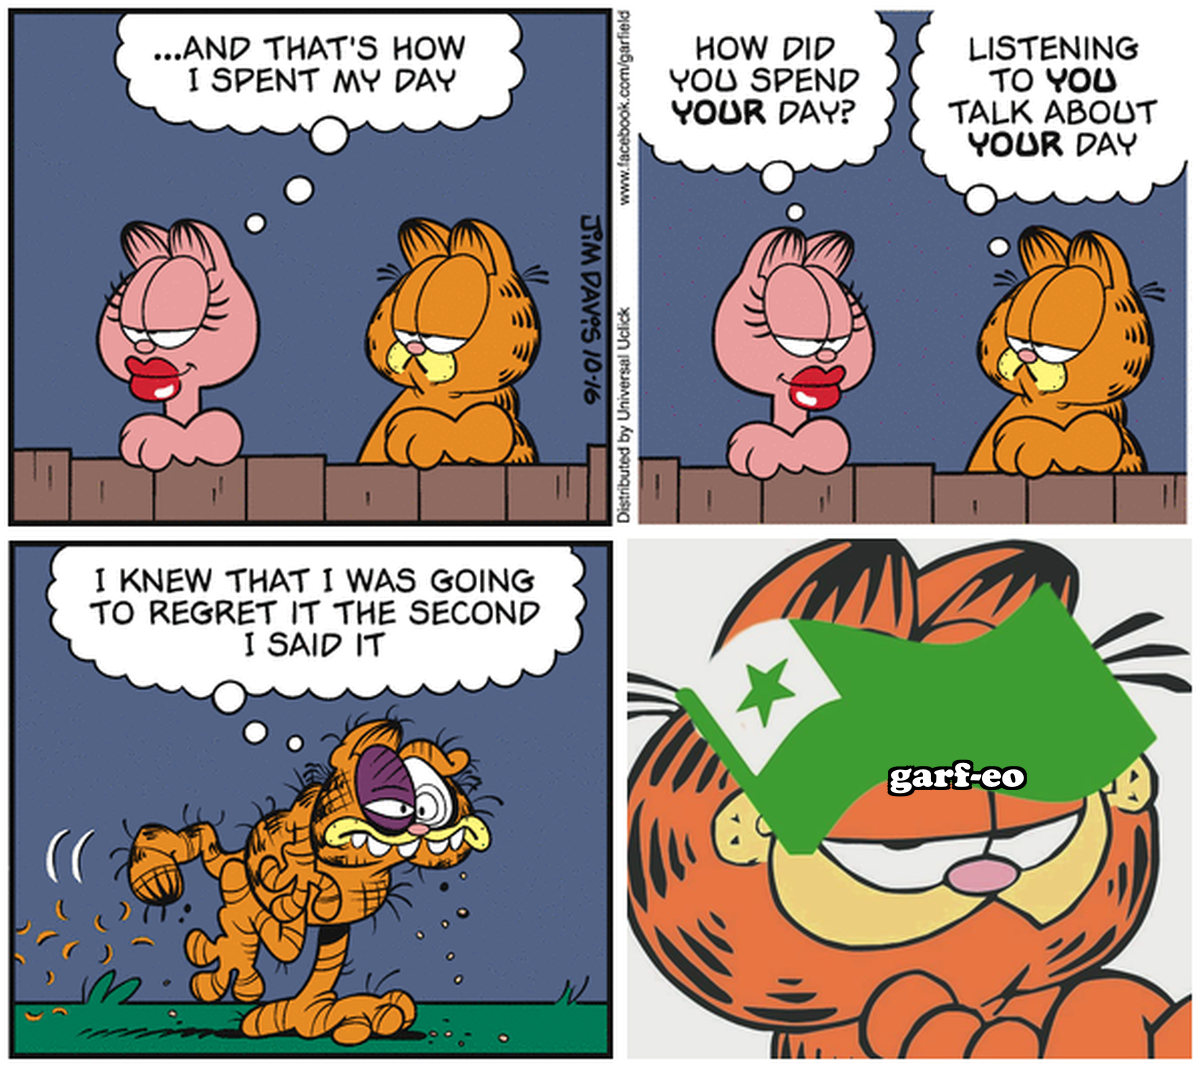 ...AND THAT'S HOW
I SPENT MY DAY
JIM DAVIS 10·16
www.facebook.com/garfield
Distributed by Universal Uclick
HOW DID
YOU SPEND
YOUR DAY?
LISTENING
TO YOU
TALK ABOUT
YOUR DAY
I KNEW THAT I WAS GOING
TO REGRET IT THE SECOND
I SAID IT
garf-eo